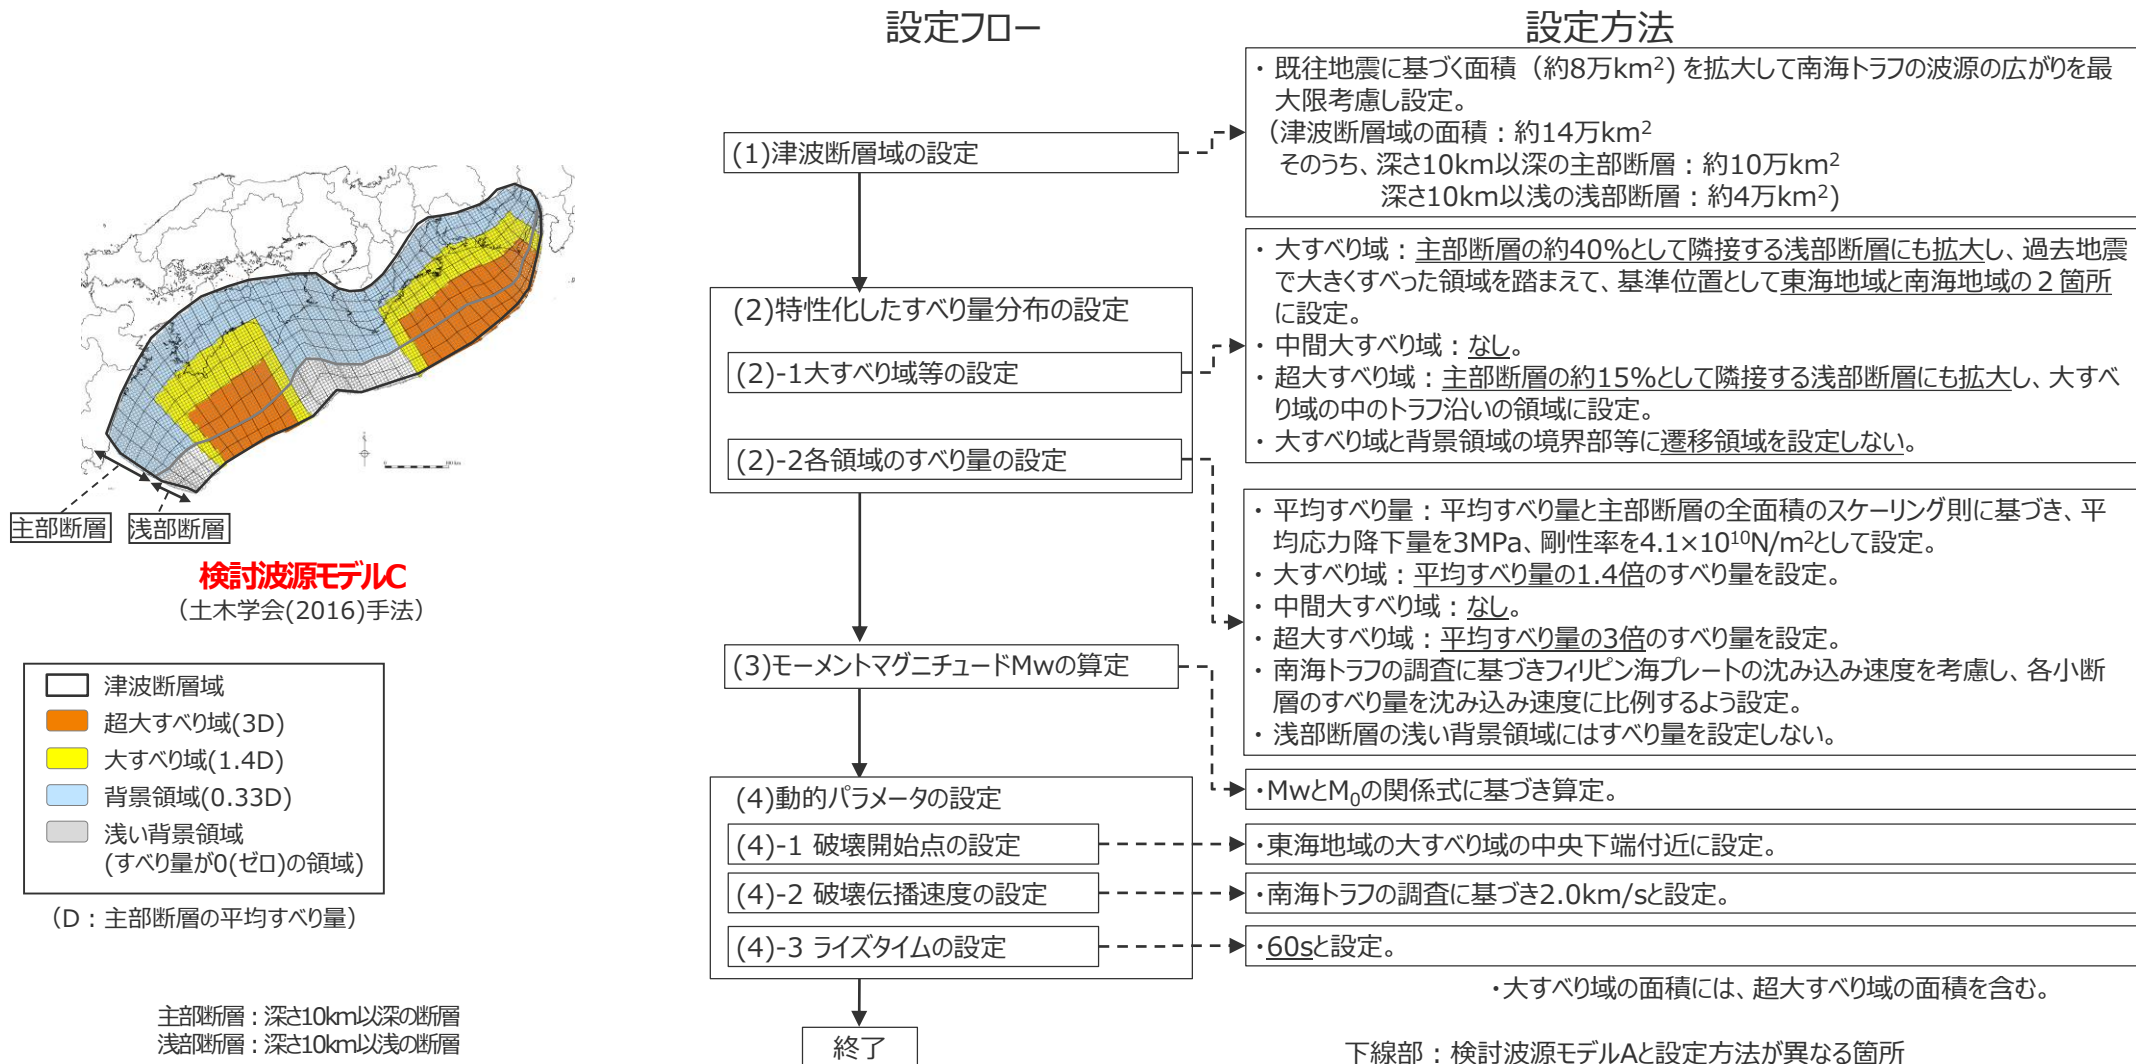 設定フロー
設定方法
(1)津波断層域の設定
・ 既往地震に基づく面積（約8万km²) を拡大して南海トラフの波源の広がりを最
大限考慮し設定。
（津波断層域の面積：約14万km²
そのうち、深さ10km以深の主部断層：約10万km²
深さ10km以浅の浅部断層：約4万km²)
(2)特性化したすべり量分布の設定
(2)-1大すべり域等の設定
(2)-2各領域のすべり量の設定
・ 大すべり域：主部断層の約40%として隣接する浅部断層にも拡大し、過去地震
で大きくすべった領域を踏まえて、基準位置として東海地域と南海地域の２箇所
に設定。
・ 中間大すべり域：なし。
・ 超大すべり域：主部断層の約15%として隣接する浅部断層にも拡大し、大すべ
り域の中のトラフ沿いの領域に設定。
・ 大すべり域と背景領域の境界部等に遷移領域を設定しない。
・ 平均すべり量：平均すべり量と主部断層の全面積のスケーリング則に基づき、平
均応力降下量を3MPa、剛性率を4.1×10¹⁰N/m²として設定。
・ 大すべり域：平均すべり量の1.4倍のすべり量を設定。
・ 中間大すべり域：なし。
・ 超大すべり域：平均すべり量の3倍のすべり量を設定。
・ 南海トラフの調査に基づきフィリピン海プレートの沈み込み速度を考慮し、各小断
層のすべり量を沈み込み速度に比例するよう設定。
・ 浅部断層の浅い背景領域にはすべり量を設定しない。
(3)モーメントマグニチュードMwの算定
・MwとM₀の関係式に基づき算定。
(4)動的パラメータの設定
(4)-1 破壊開始点の設定
・東海地域の大すべり域の中央下端付近に設定。
(4)-2 破壊伝播速度の設定
・南海トラフの調査に基づき2.0km/sと設定。
(4)-3 ライズタイムの設定
・60sと設定。
終了
・大すべり域の面積には、超大すべり域の面積を含む。
下線部：検討波源モデルAと設定方法が異なる箇所
主部断層
浅部断層
検討波源モデルC
（土木学会(2016)手法）
津波断層域
超大すべり域(3D)
大すべり域(1.4D)
背景領域(0.33D)
浅い背景領域
(すべり量が0(ゼロ)の領域)
（D：主部断層の平均すべり量）
主部断層：深さ10km以深の断層
浅部断層：深さ10km以浅の断層